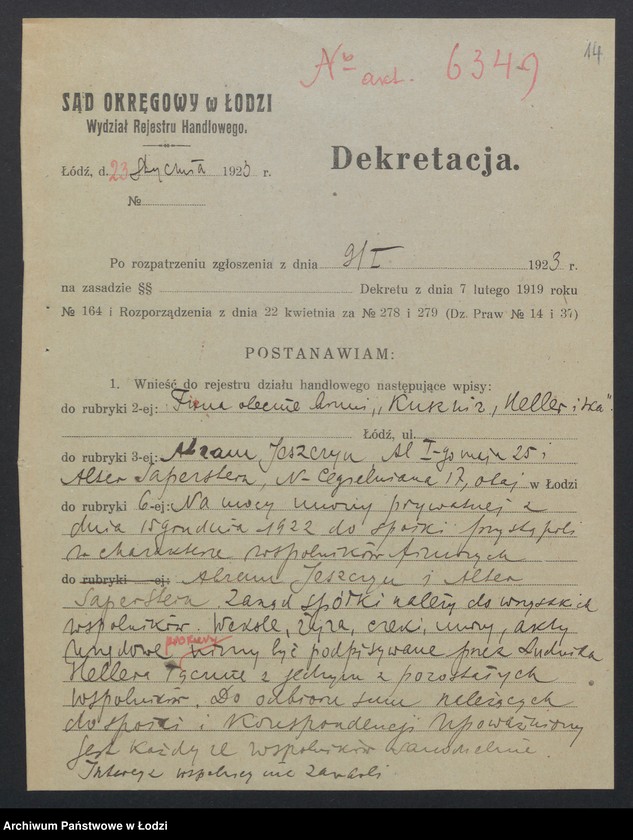 14
№ akt. 6349
SĄD OKRĘGOWY w ŁODZI
Wydział Rejestru Handlowego.
Dekretacja.
Łódź, d. 23 stycznia 1923 r.
№
Po rozpatrzeniu zgłoszenia z dnia 9/I 1923 r.
na zasadzie §§ Dekretu z dnia 7 lutego 1919 roku
№ 164 i Rozporządzenia z dnia 22 kwietnia za № 278 i 279 (Dz. Praw № 14 i 37)
POSTANAWIAM:
1. Wnieść do rejestru działu handlowego następujące wpisy:
do rubryki 2-ej: Firma obecnie brzmi „Kuschnir, Heller i S-ka".
Łódź, ul.
do rubryki 3-ej: Abram Jeszczyn Al I-go maja 25 i
Alter Saperstein, N-Cegielniana 17, obaj w Łodzi
do rubryki 6-ej: Na mocy umowy prywatnej z
dnia 15 grudnia 1922 do spółki przystąpili
w charakterze wspólników firmowych
do rubryki ej: Abram Jeszczyn i Alter
Saperstein. Zarząd spółki należy do wszystkich
wspólników. Weksle, żyra, czeki, umowy, akty
urzędowe winny być podpisywane przez Ludwika
Hellera łącznie z jednym z pozostałych
wspólników. Do odbioru sum należących
do spółki i korespondencji upoważniony
jest każdy ze wspólników samodzielnie.
Intercyz wspólnicy nie zawarli
Archiwum Państwowe w Łodzi